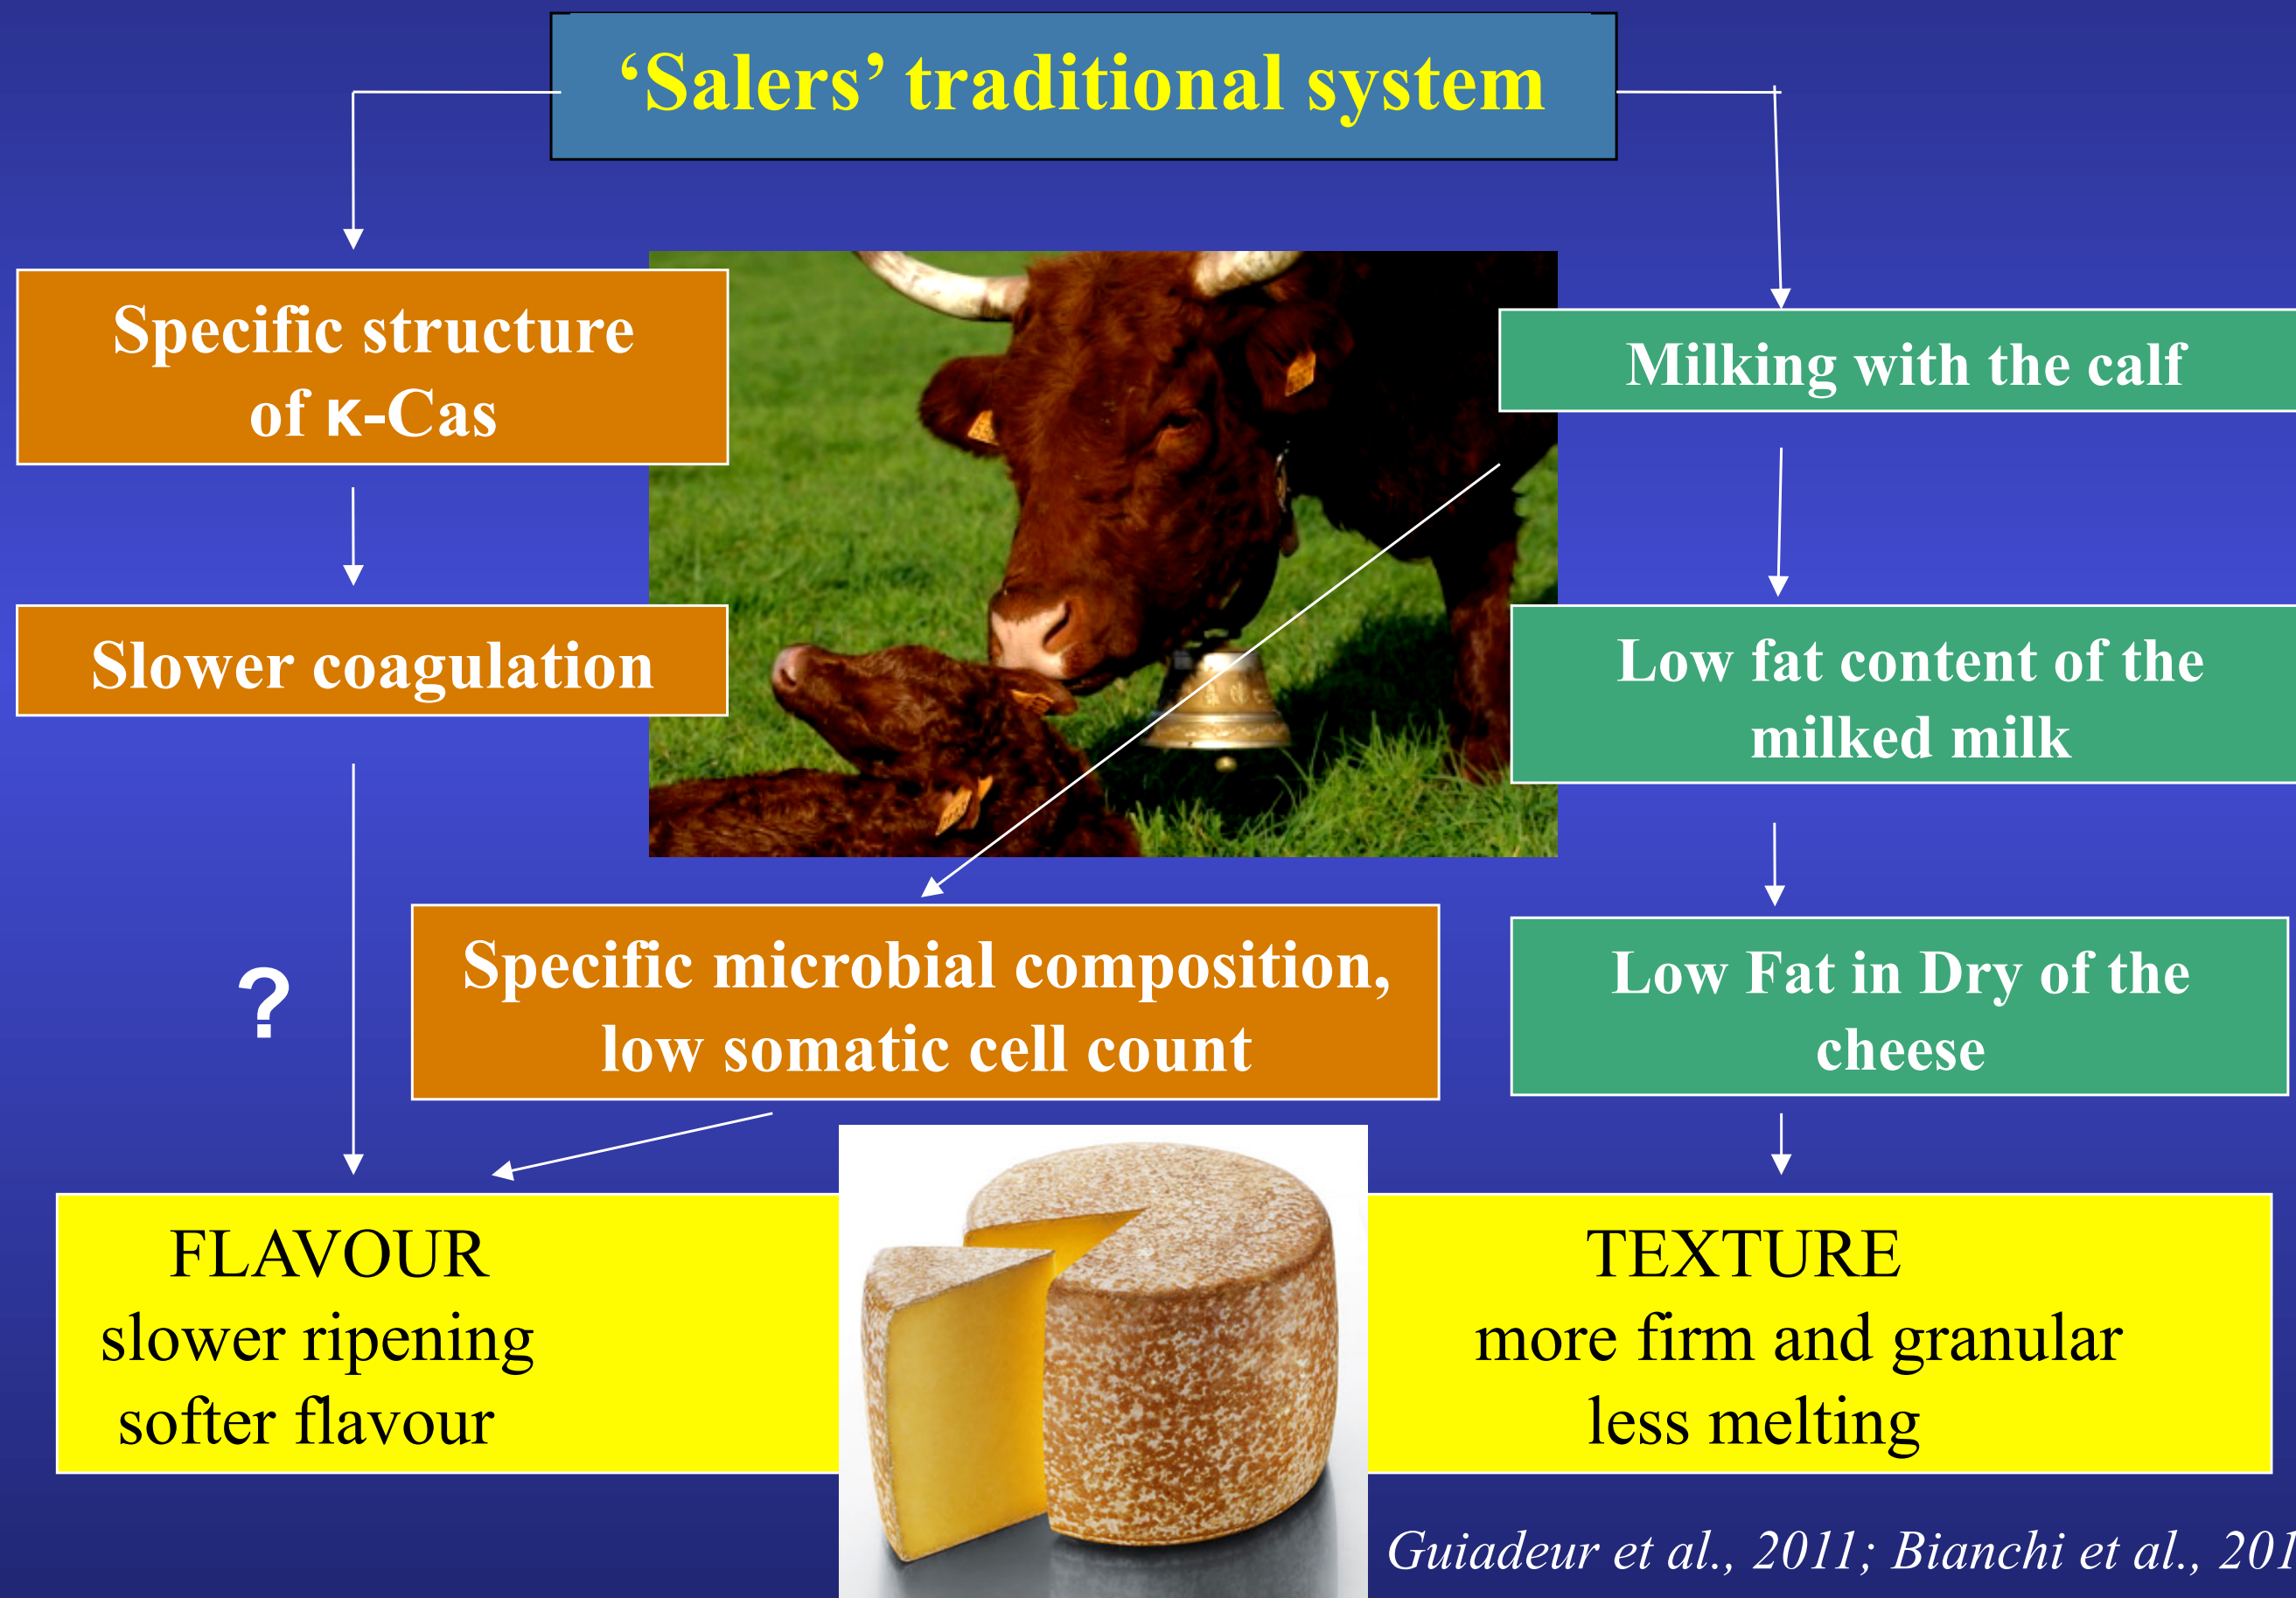 ‘Salers’ traditional system
Specific structure
of κ-Cas
Milking with the calf
Slower coagulation
Low fat content of the
milked milk
Specific microbial composition,
low somatic cell count
Low Fat in Dry of the
cheese
?
FLAVOUR
slower ripening
softer flavour
TEXTURE
more firm and granular
less melting
Guiadeur et al., 2011; Bianchi et al., 201